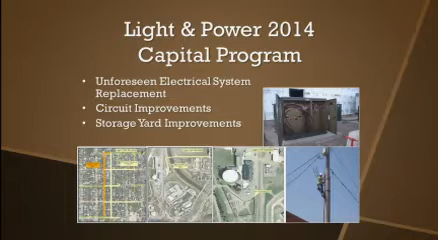 Light & Power 2014
Capital Program
• Unforeseen Electrical System
Replacement
• Circuit Improvements
• Storage Yard Improvements